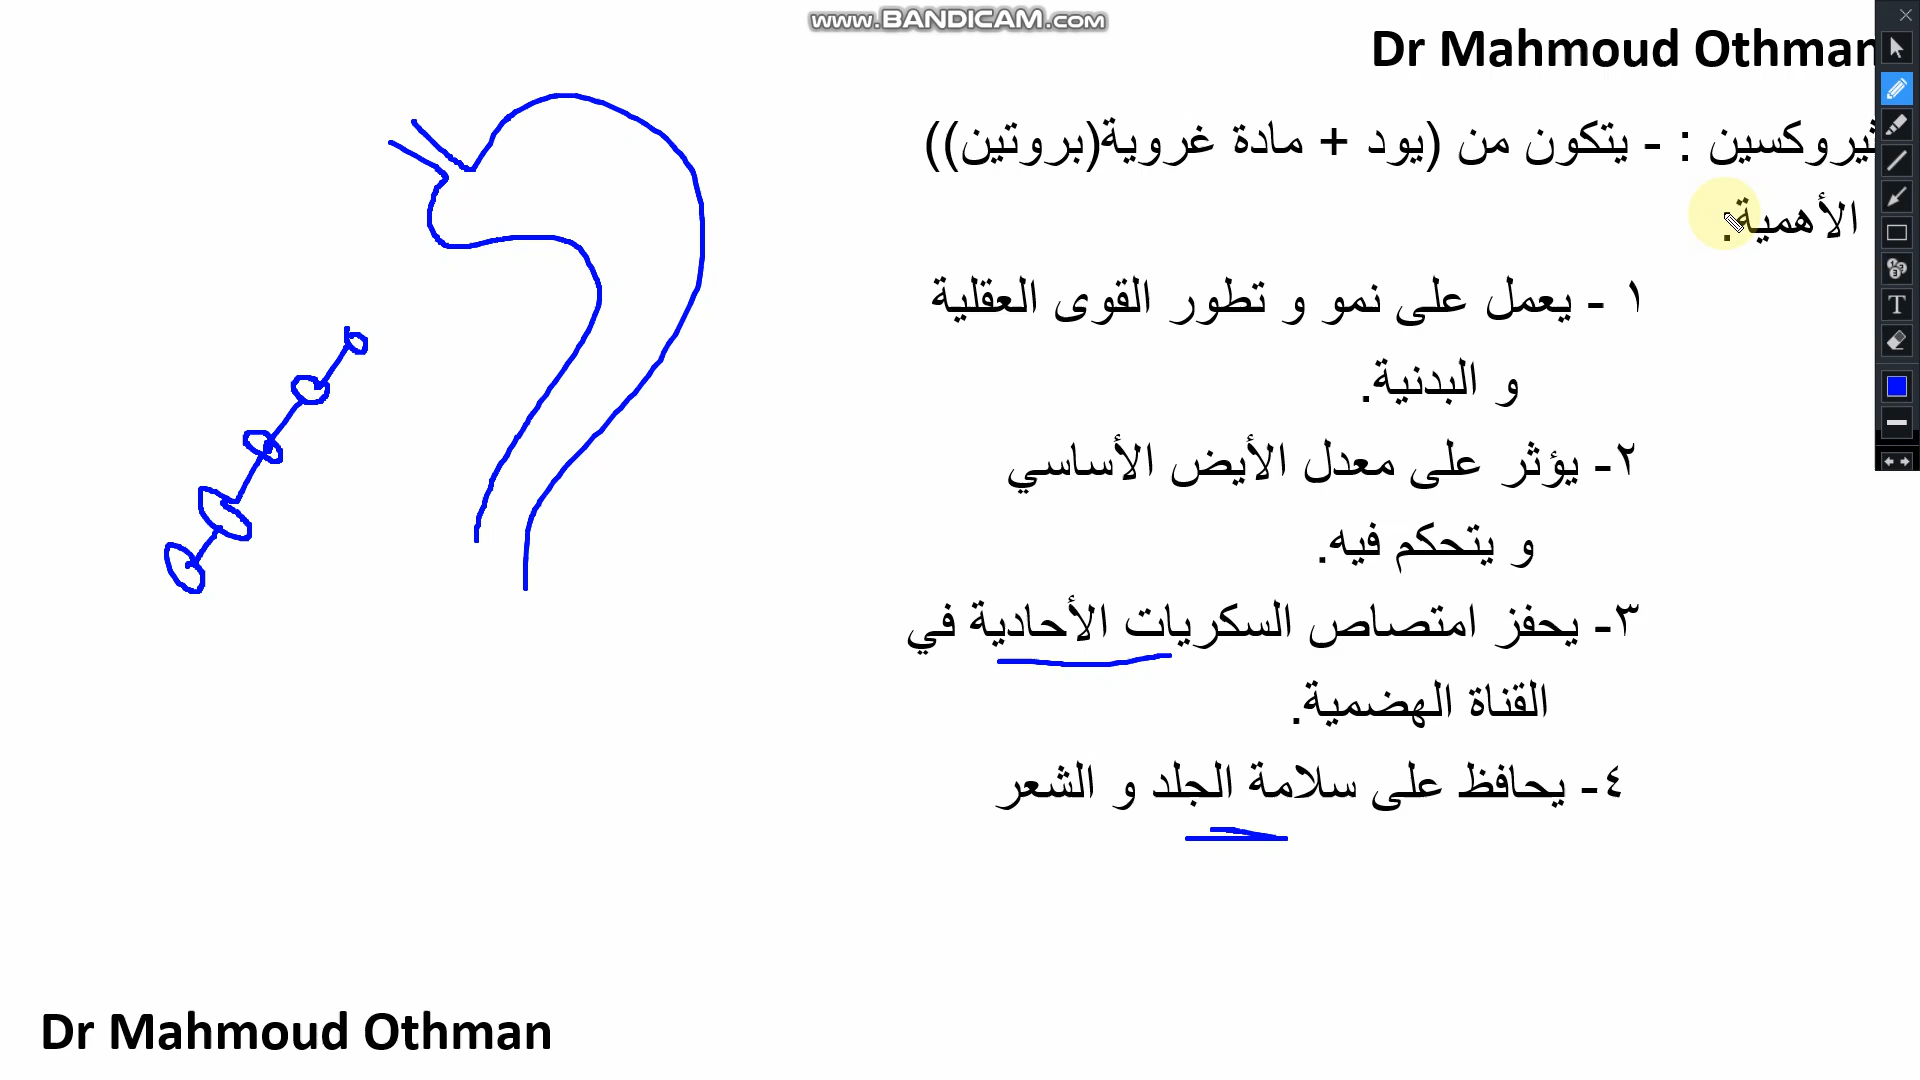 www.BANDICAM.com
Dr Mahmoud Othman
ثيروكسين : - يتكون من (يود + مادة غروية(بروتين))
الأهمية:
١ - يعمل على نمو و تطور القوى العقلية
و البدنية.
٢- يؤثر على معدل الأيض الأساسي
و يتحكم فيه.
٣- يحفز امتصاص السكريات الأحادية في
القناة الهضمية.
٤- يحافظ على سلامة الجلد و الشعر
Dr Mahmoud Othman